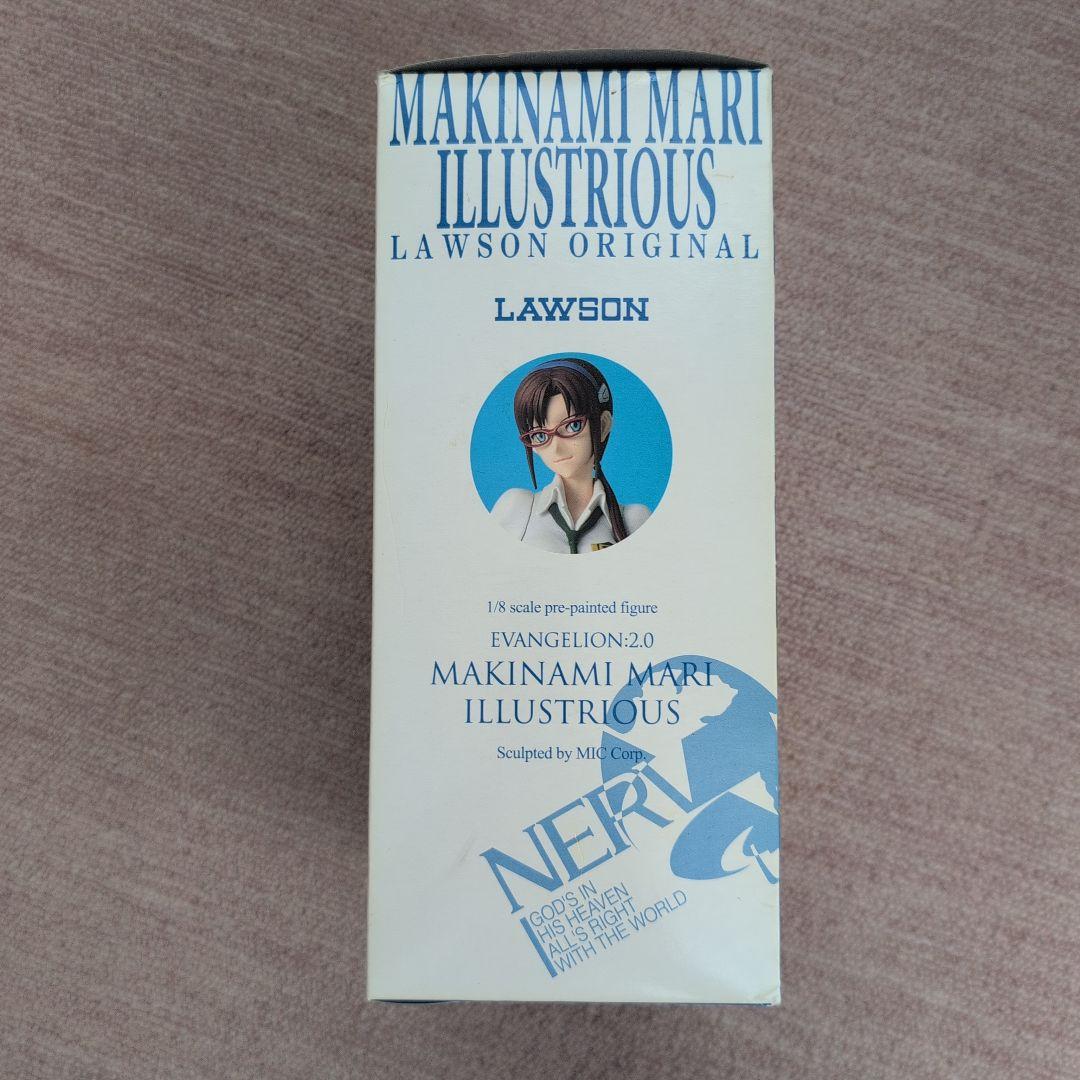 MAKINAMI MARI
ILLUSTRIOUS
LAWSON ORIGINAL
LAWSON
1/8 scale pre-painted figure
EVANGELION:2.0
MAKINAMI MARI
ILLUSTRIOUS
Sculpted by MIC Corp.
NERV
GOD'S IN
HIS HEAVEN
ALL'S RIGHT
WITH THE WORLD